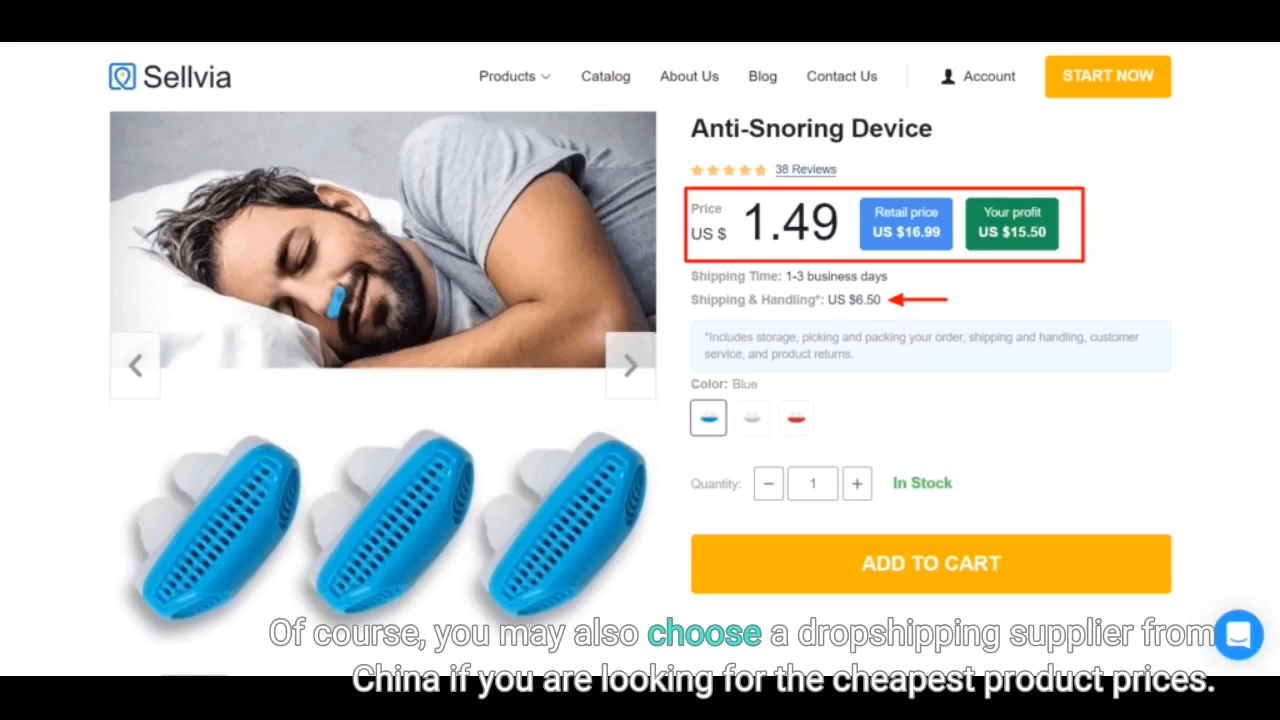 Sellvia
Products
Catalog
About Us
Blog
Contact Us
Account
START NOW
Anti-Snoring Device
38 Reviews
Price
US $ 1.49
Retail price
US $16.99
Your profit
US $15.50
Shipping Time: 1-3 business days
Shipping & Handling*: US $6.50
*Includes storage, picking and packing your order, shipping and handling, customer
service, and product returns.
Color: Blue
Quantity:
− 1 +
In Stock
ADD TO CART
Of course, you may also choose a dropshipping supplier from
China if you are looking for the cheapest product prices.